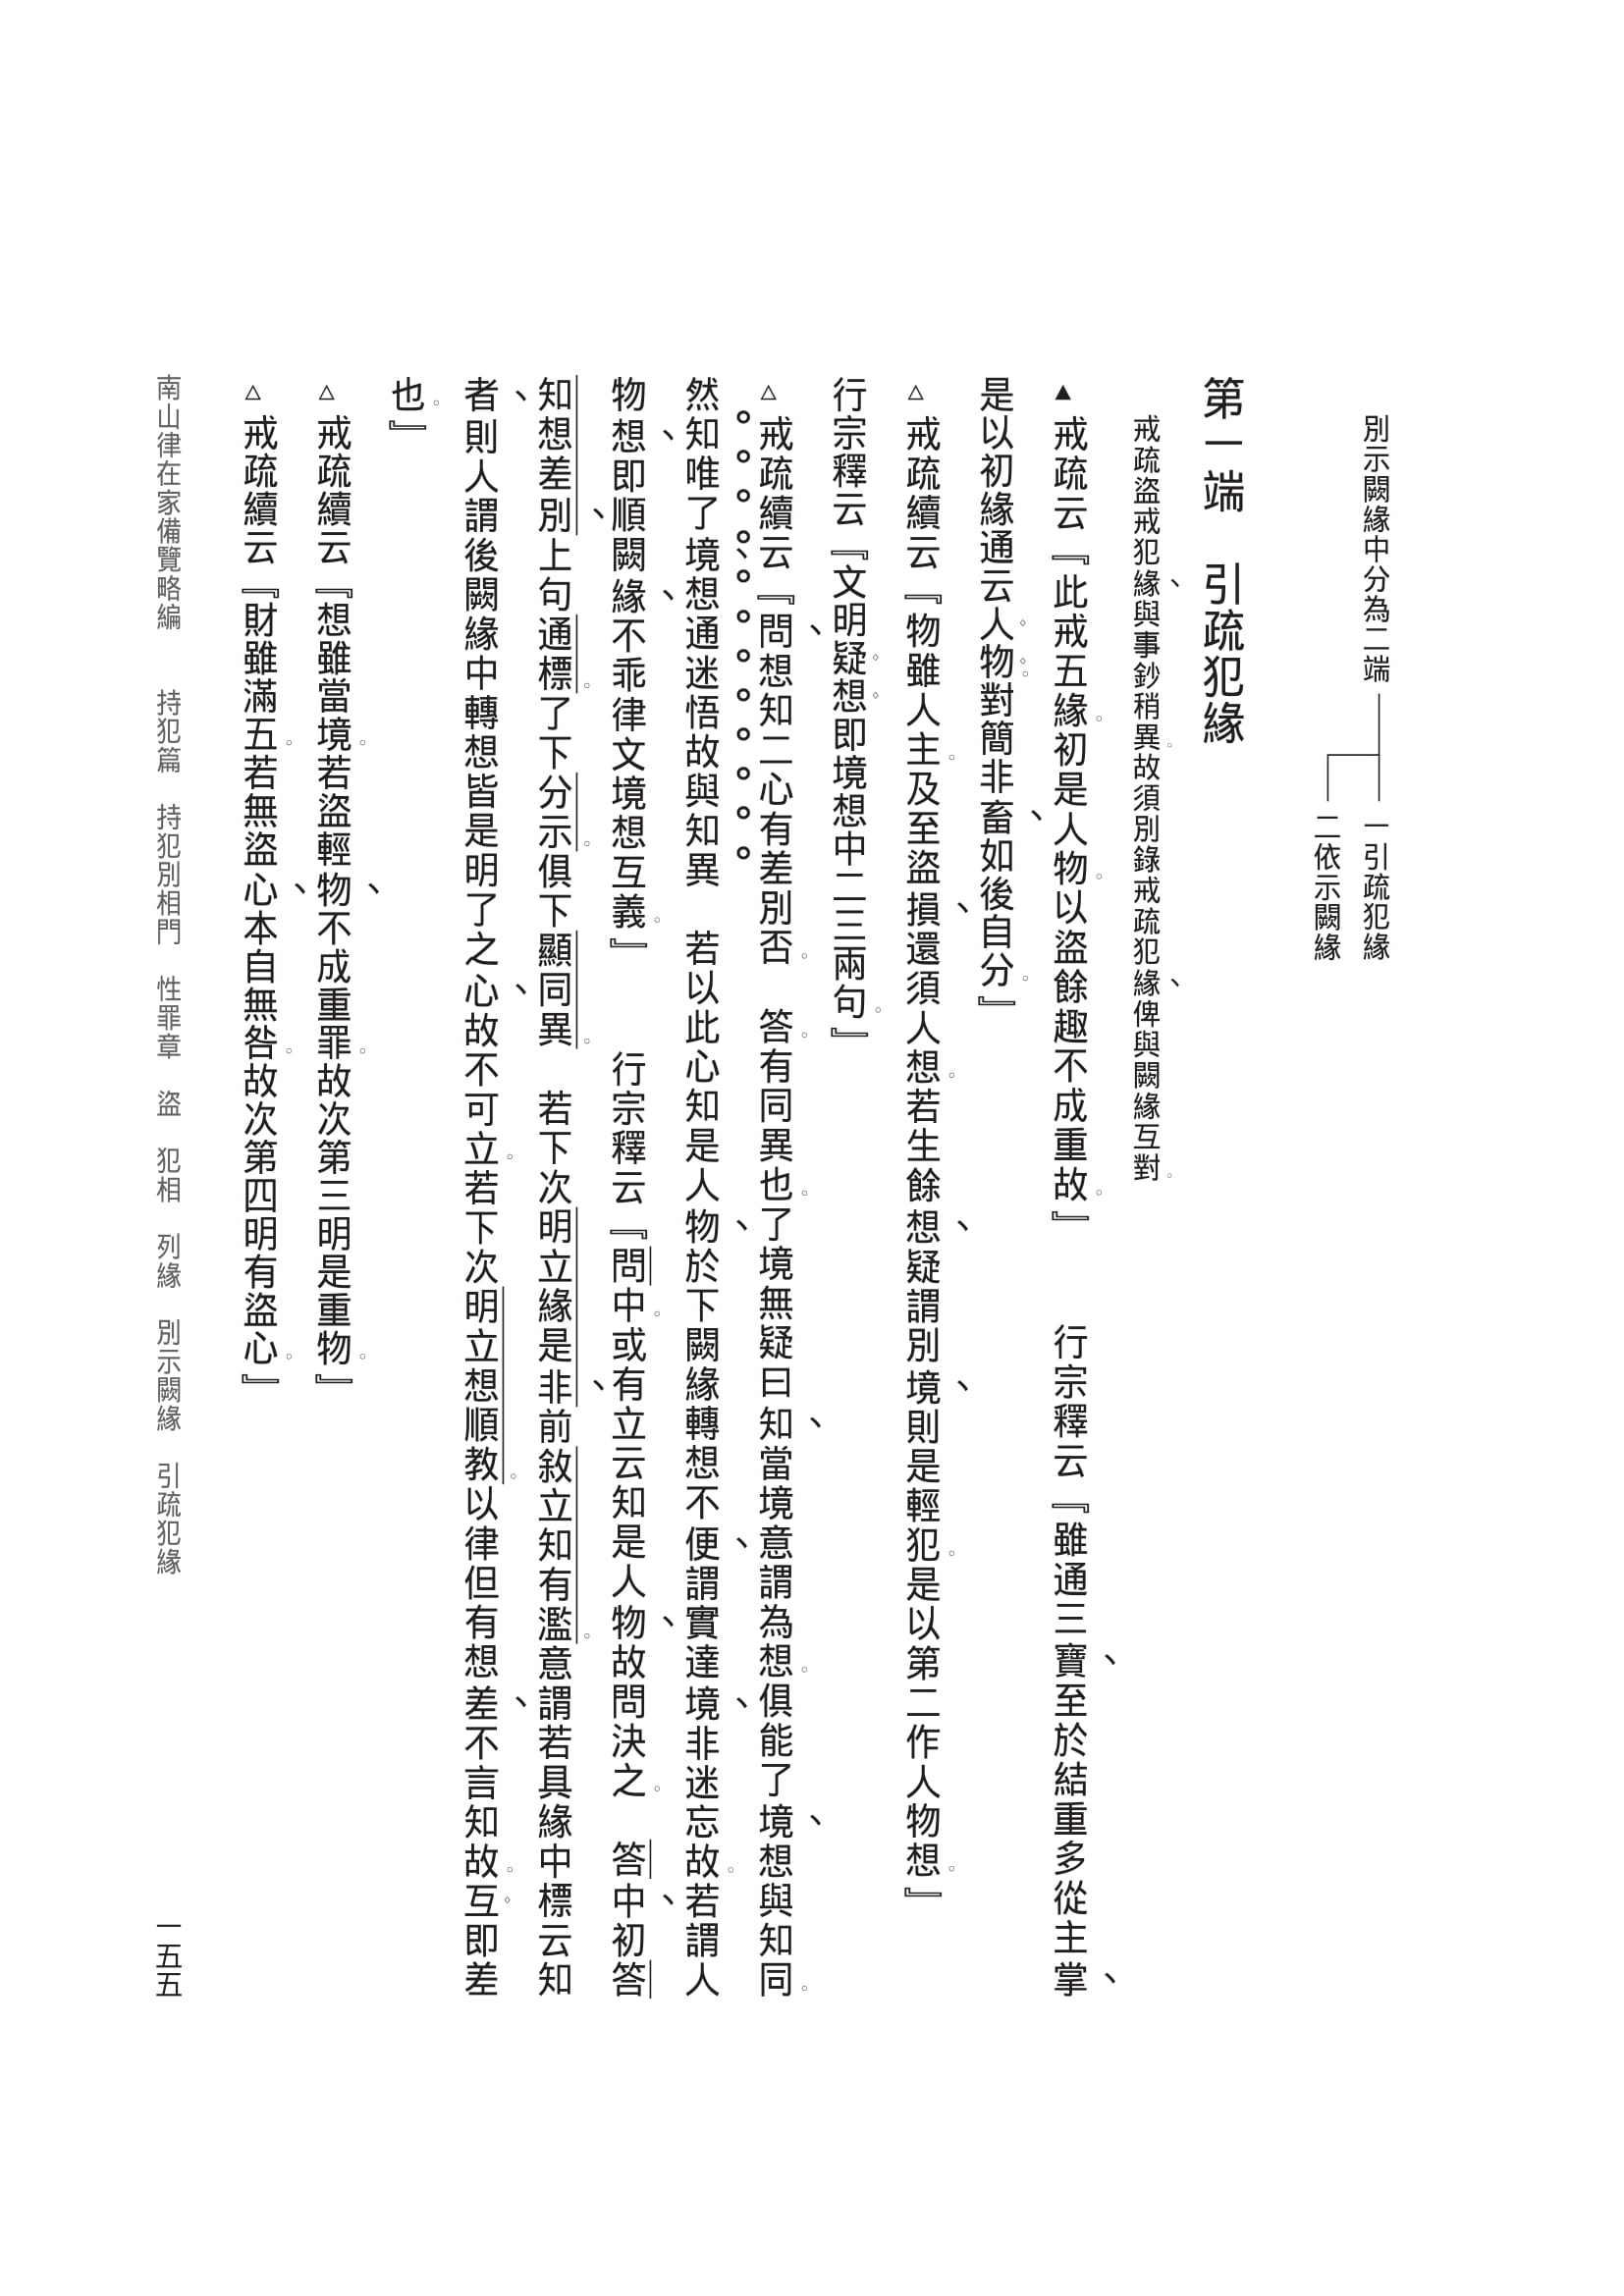 別示闕緣中分為二端
一引疏犯緣
二依示闕緣
第一端　引疏犯緣
戒疏盜戒犯緣、與事鈔稍異。故須別錄戒疏犯緣、俾與闕緣互對。
▲戒疏云『此戒五緣。初是人物。以盜餘趣不成重故。』　　行宗釋云『雖通三寶、至於結重多從主掌、
是以初緣通云人物。對簡非畜、如後自分。』
△戒疏續云『物雖人主。及至盜損、還須人想。若生餘想、疑謂別境、則是輕犯。是以第二作人物想。』
行宗釋云『文明疑想即境想中二三兩句。』
△戒疏續云『問、想知二心有差別否。　答。有同異也。了境無疑曰知、當境意謂為想。俱能了境、想與知同。
然知唯了境、想通迷悟故與知異　若以此心知是人物、於下闕緣轉想不便、謂實達境、非迷忘故。若謂人
物想、即順闕緣、不乖律文境想互義。』　　行宗釋云『問中。或有立云知是人物、故問決之。　答中、初答
知想差別、上句通標。了下分示。俱下顯同異。　若下次明立緣是非、前敘立知有濫。意謂若具緣中標云知
者、則人謂後闕緣中轉想皆是明了之心、故不可立。若下次明立想順教。以律但有想差、不言知故。互即差
也。』
△戒疏續云『想雖當境。若盜輕物、不成重罪。故次第三明是重物。』
△戒疏續云『財雖滿五。若無盜心、本自無咎。故次第四明有盜心。』
南山律在家備覽略編　　持犯篇　持犯別相門　性罪章　盜　犯相　列緣　別示闕緣　引疏犯緣
一五五